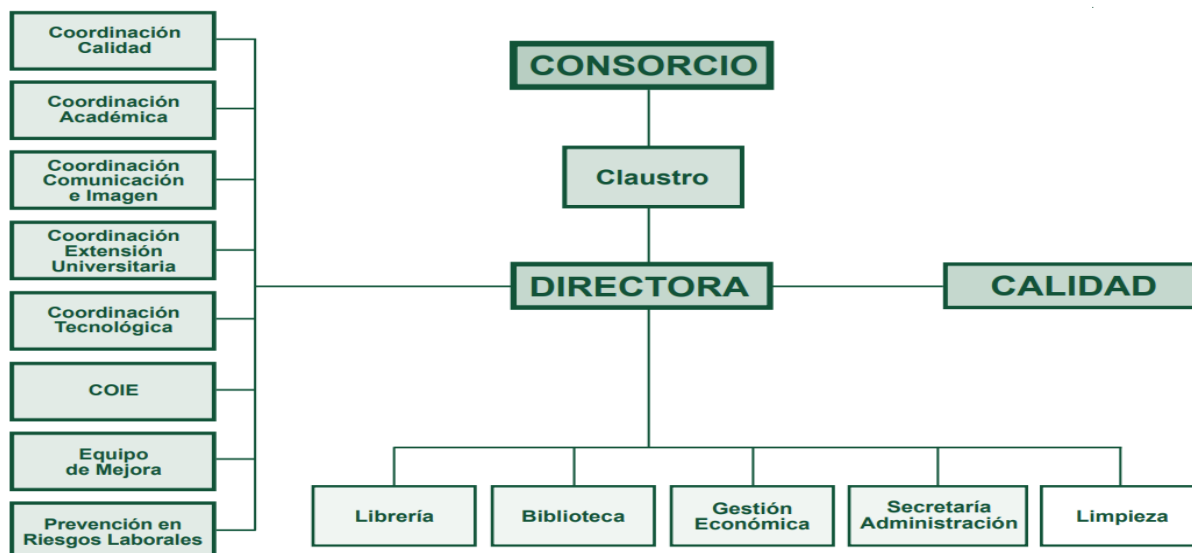 Coordinación
Calidad
Coordinación
Académica
Coordinación
Comunicación
e Imagen
Coordinación
Extensión
Universitaria
Coordinación
Tecnológica
COIE
Equipo
de Mejora
Prevención en
Riesgos Laborales
CONSORCIO
Claustro
DIRECTORA
CALIDAD
Librería
Biblioteca
Gestión
Económica
Secretaría
Administración
Limpieza